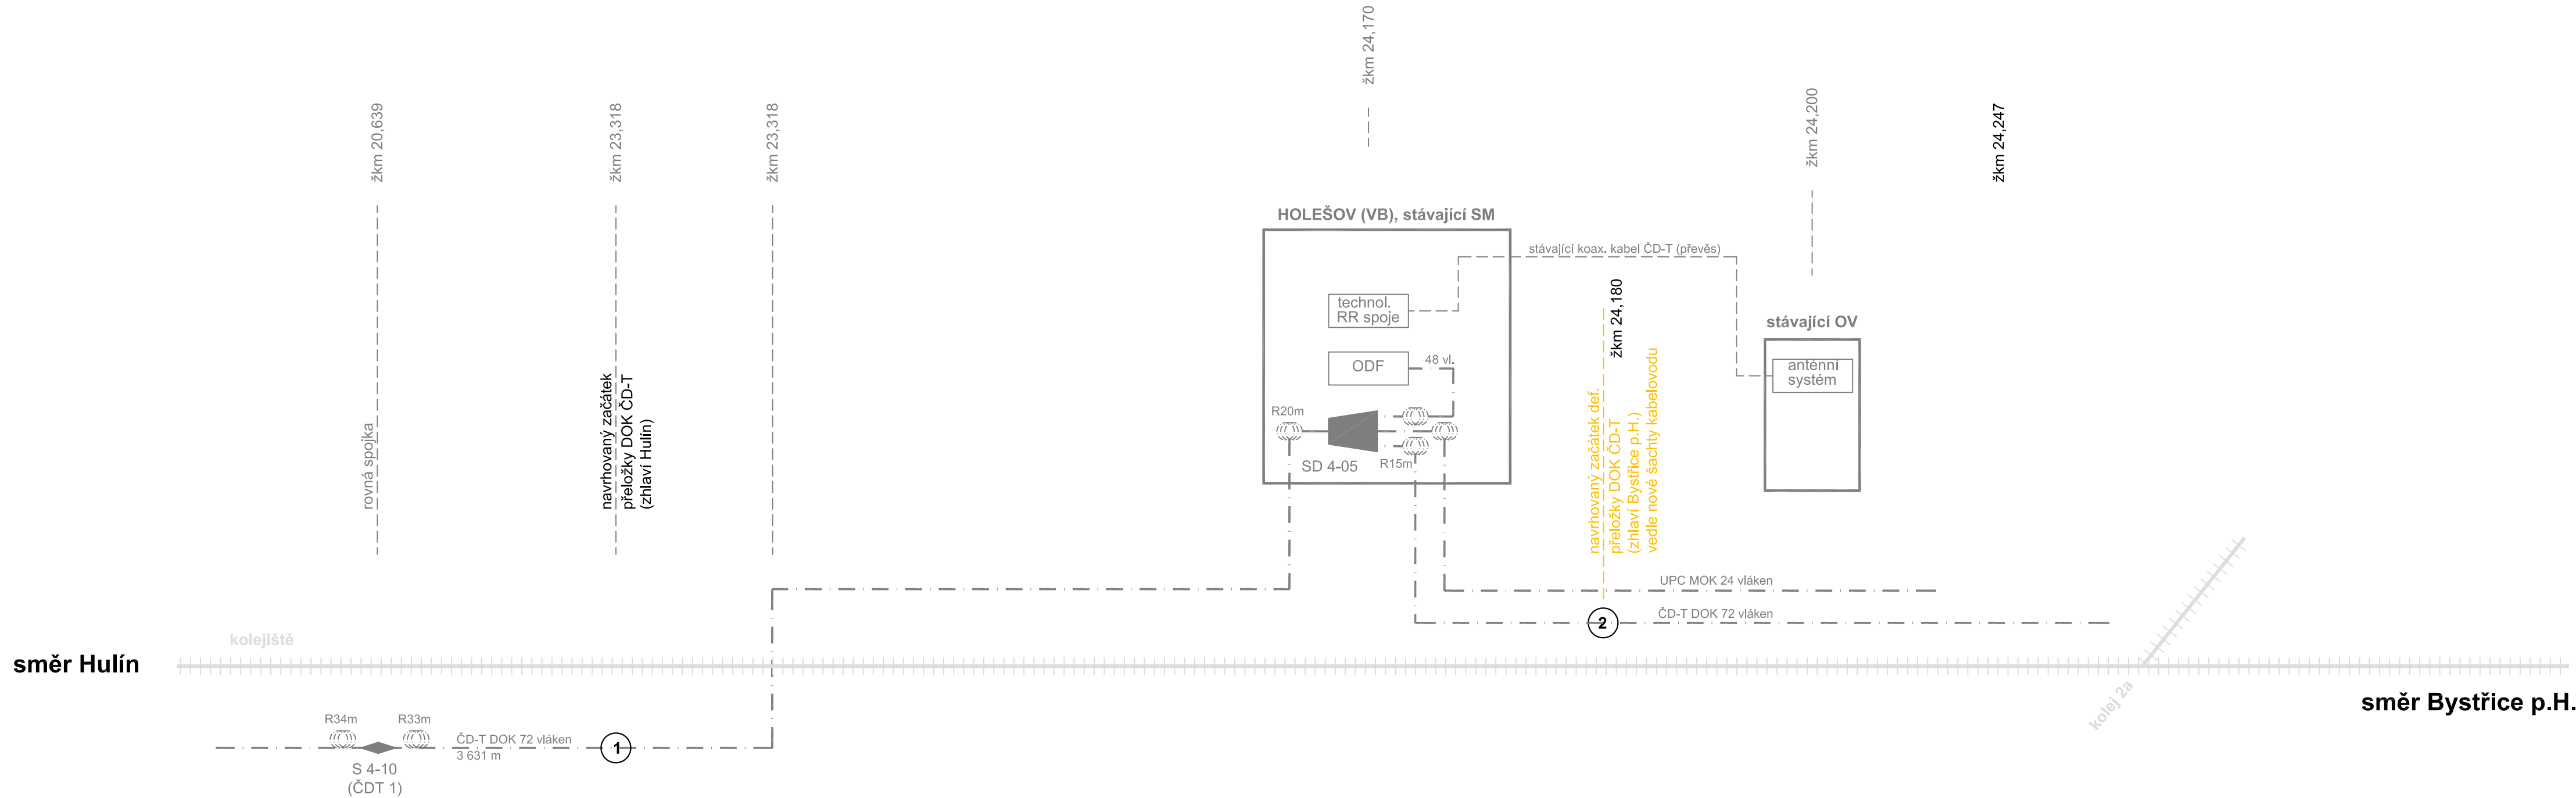 žkm 20,639
žkm 23,318
žkm 23,318
žkm 24,170
žkm 24,200
žkm 24,247
rovná spojka
navrhovaný začátek
přeložky DOK ČD-T
(zhlaví Hulín)
HOLEŠOV (VB), stávající SM
technol.
RR spoje
ODF
48 vl.
R20m
SD 4-05
R15m
stávající koax. kabel ČD-T (převěs)
žkm 24,180
navrhovaný začátek def.
přeložky DOK ČD-T
(zhlaví Bystřice p.H.)
vedle nové šachty kabelovodu
stávající OV
anténní
systém
UPC MOK 24 vláken
ČD-T DOK 72 vláken
2
kolejiště
směr Hulín
kolej 2a
směr Bystřice p.H.
R34m
R33m
ČD-T DOK 72 vláken
3 631 m
1
S 4-10
(ČDT 1)